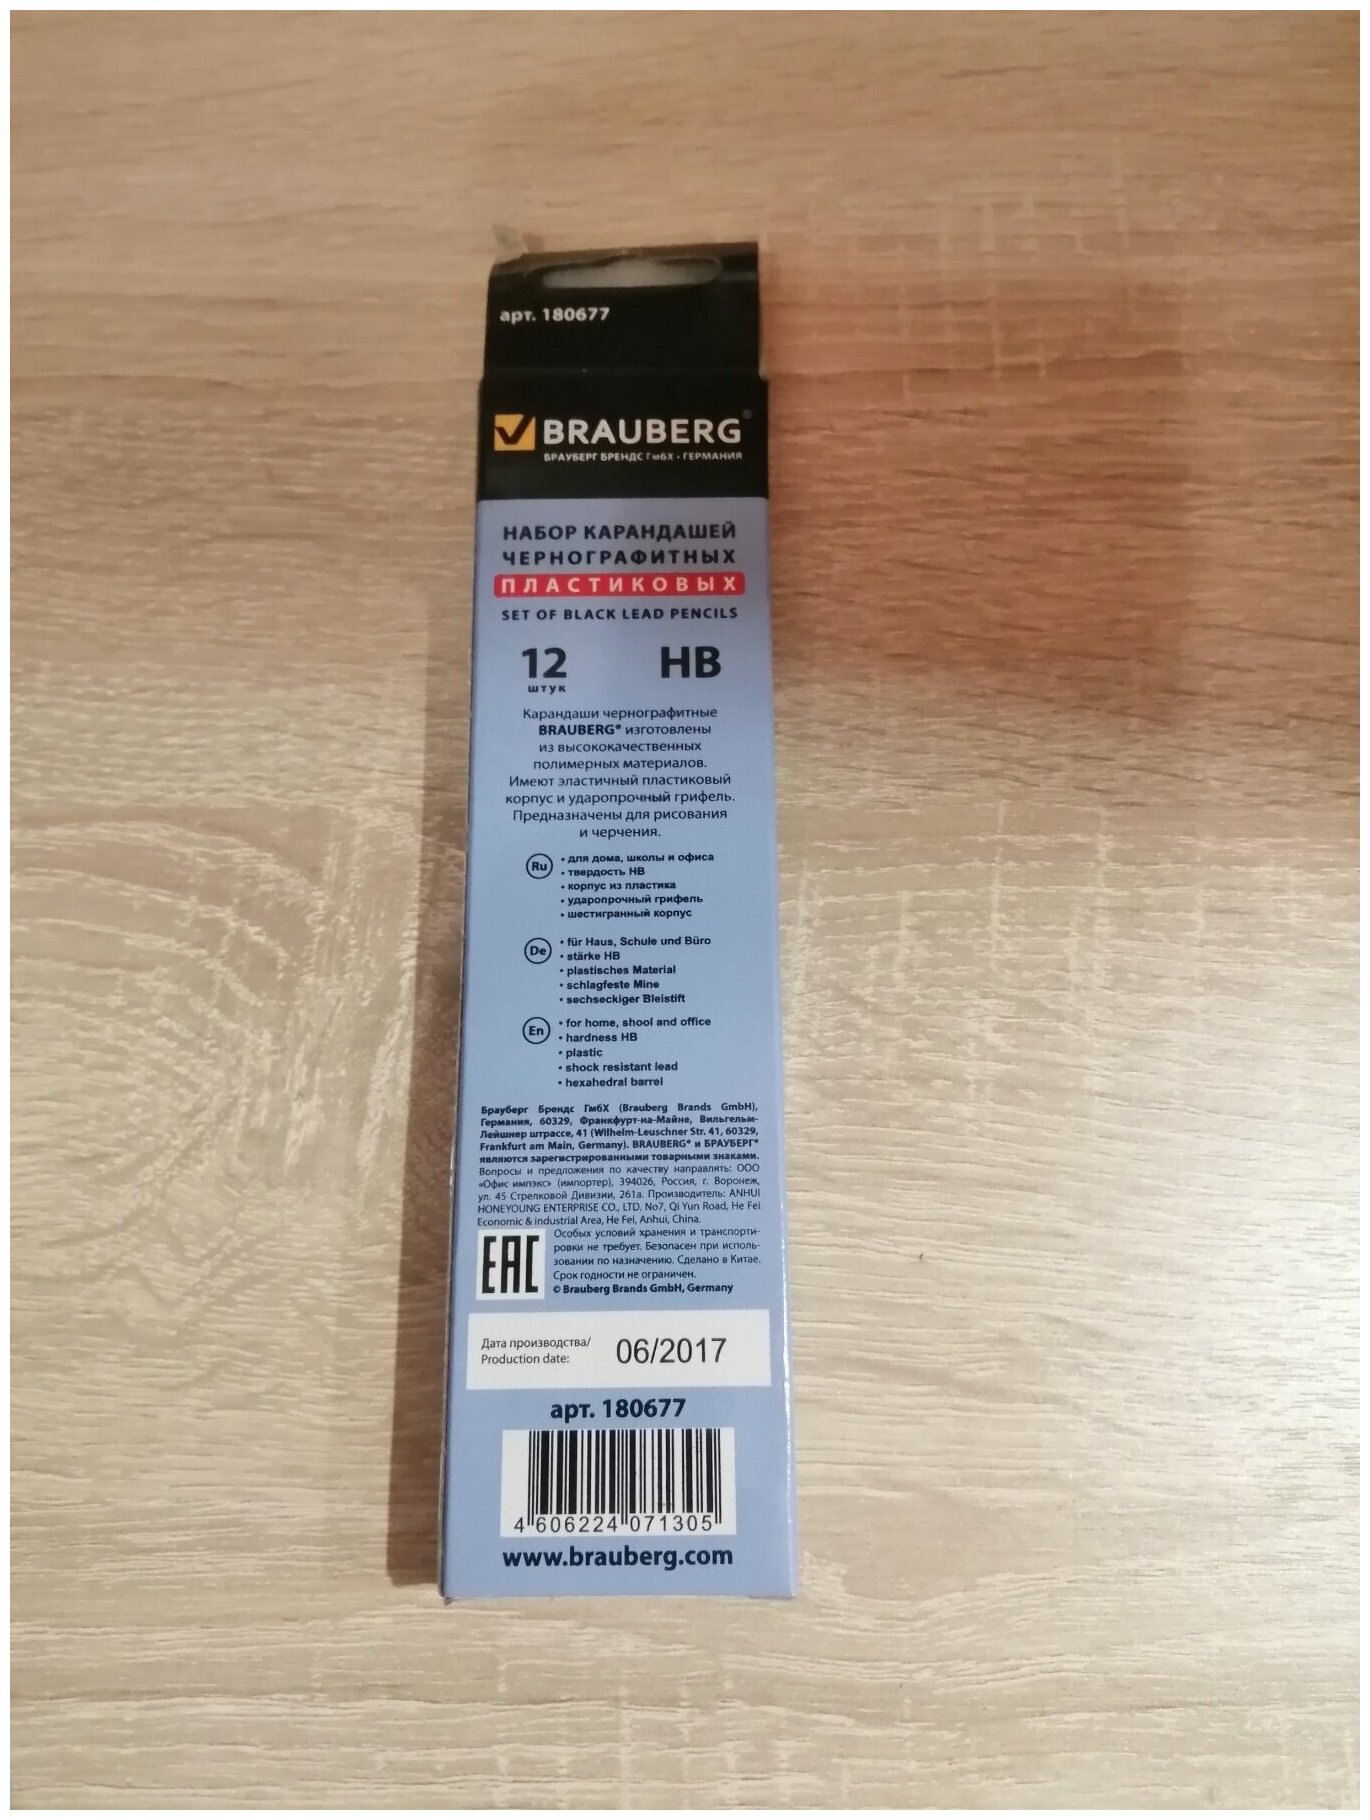 арт. 180677
BRAUBERG®
БРАУБЕРГ БРЕНДС ГмбХ • ГЕРМАНИЯ
НАБОР КАРАНДАШЕЙ
ЧЕРНОГРАФИТНЫХ
ПЛАСТИКОВЫХ
SET OF BLACK LEAD PENCILS
12 HB
штук
Карандаши чернографитные
BRAUBERG® изготовлены
из высококачественных
полимерных материалов.
Имеют эластичный пластиковый
корпус и ударопрочный грифель.
Предназначены для рисования
и черчения.
Ru
• для дома, школы и офиса
• твердость HB
• корпус из пластика
• ударопрочный грифель
• шестигранный корпус
De
• für Haus, Schule und Büro
• stärke HB
• plastisches Material
• schlagfeste Mine
• sechseckiger Bleistift
En
• for home, shool and office
• hardness HB
• plastic
• shock resistant lead
• hexahedral barrel
Брауберг Брендс ГмбХ (Brauberg Brands GmbH),
Германия, 60329, Франкфурт-на-Майне, Вильгельм-
Лейшнер штрассе, 41 (Wilhelm-Leuschner Str. 41, 60329,
Frankfurt am Main, Germany). BRAUBERG® и БРАУБЕРГ®
являются зарегистрированными товарными знаками.
Вопросы и предложения по качеству направлять: ООО
«Офис импэкс» (импортер), 394026, Россия, г. Воронеж,
ул. 45 Стрелковой Дивизии, 261а. Производитель: ANHUI
HONEYOUNG ENTERPRISE CO., LTD. No7, Qi Yun Road, He Fei
Economic & industrial Area, He Fei, Anhui, China.
EAC
Особых условий хранения и транспорти-
ровки не требует. Безопасен при исполь-
зовании по назначению. Сделано в Китае.
Срок годности не ограничен.
© Brauberg Brands GmbH, Germany
Дата производства/
Production date:
06/2017
арт. 180677
4 606224 071305
www.brauberg.com